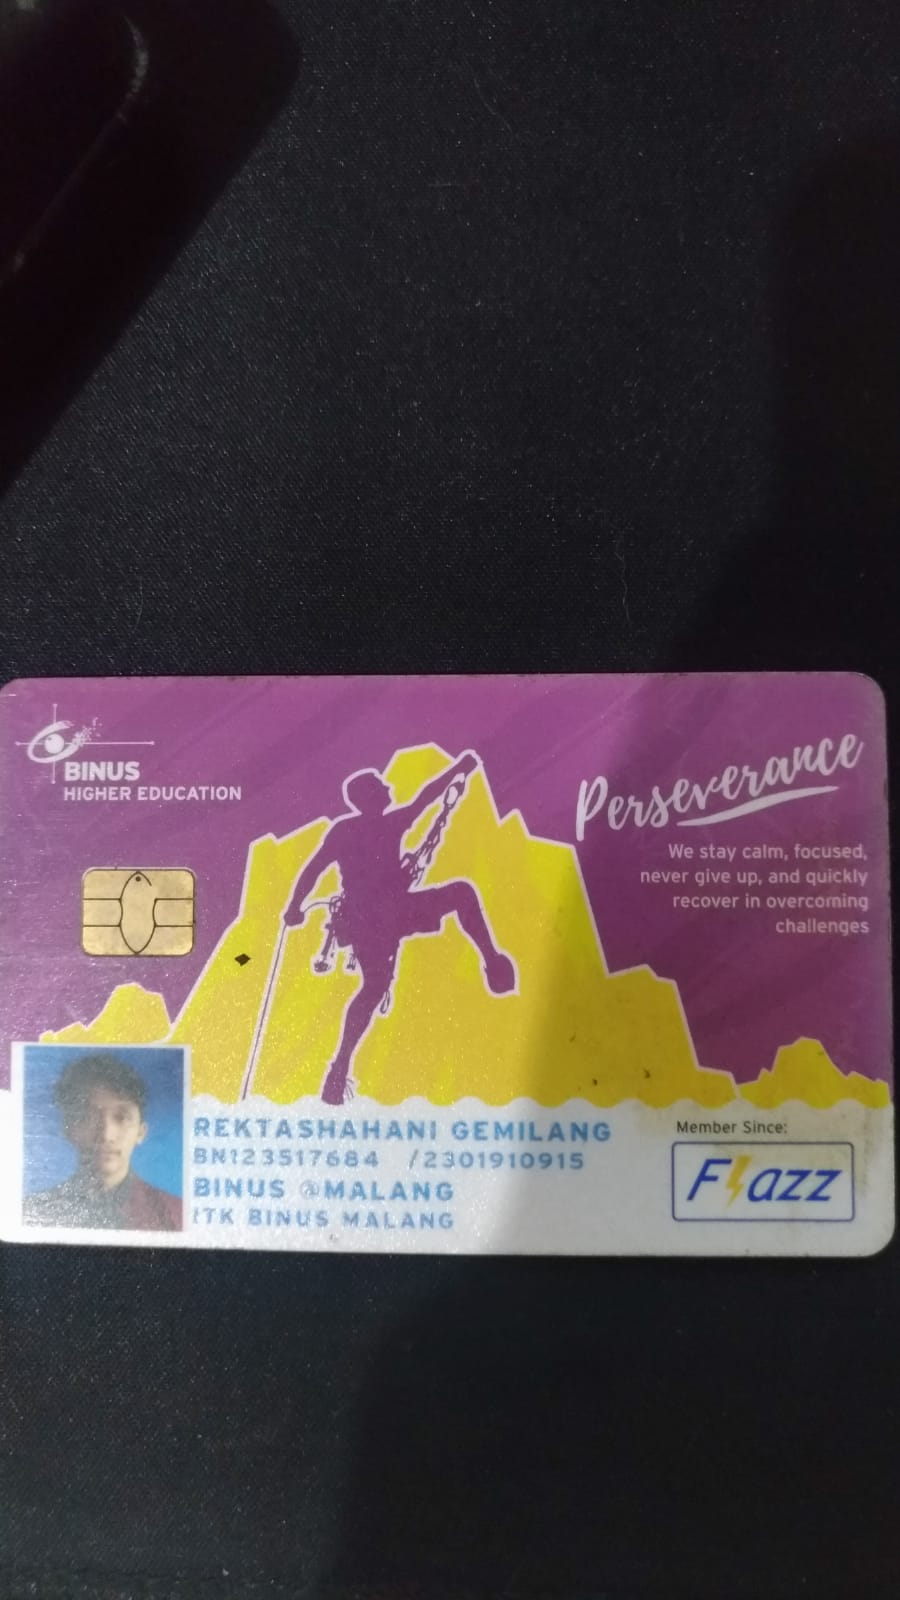 BINUS
HIGHER EDUCATION
Perseverance
We stay calm, focused,
never give up, and quickly
recover in overcoming
challenges
REKTASHAHANI GEMILANG
BN123517684 /2301910915
BINUS @MALANG
ITK BINUS MALANG
Member Since:
Flazz